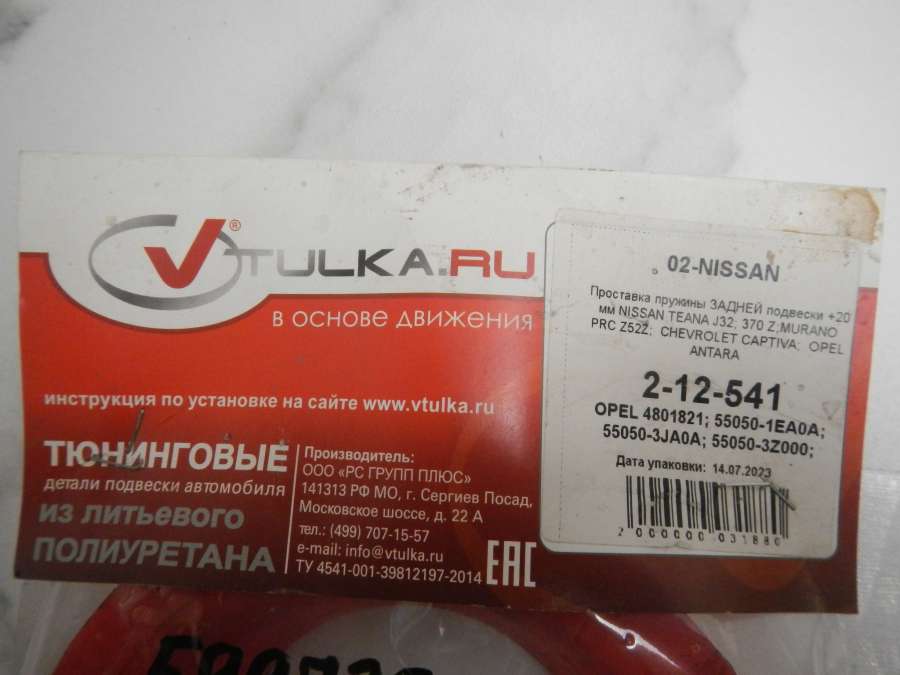 VTULKA.RU®
в основе движения
инструкция по установке на сайте www.vtulka.ru
ТЮНИНГОВЫЕ
детали подвески автомобиля
ИЗ ЛИТЬЕВОГО
ПОЛИУРЕТАНА
Производитель:
ООО «РС ГРУПП ПЛЮС»
141313 РФ МО, г. Сергиев Посад,
Московское шоссе, д. 22 А
тел.: (499) 707-15-57
e-mail: info@vtulka.ru
ТУ 4541-001-39812197-2014
EAC
02-NISSAN
Проставка пружины ЗАДНЕЙ подвески +20
мм NISSAN TEANA J32; 370 Z;MURANO
PRC Z52Z; CHEVROLET CAPTIVA; OPEL
ANTARA
2-12-541
OPEL 4801821; 55050-1EA0A;
55050-3JA0A; 55050-3Z000;
Дата упаковки: 14.07.2023
2 000000 031880